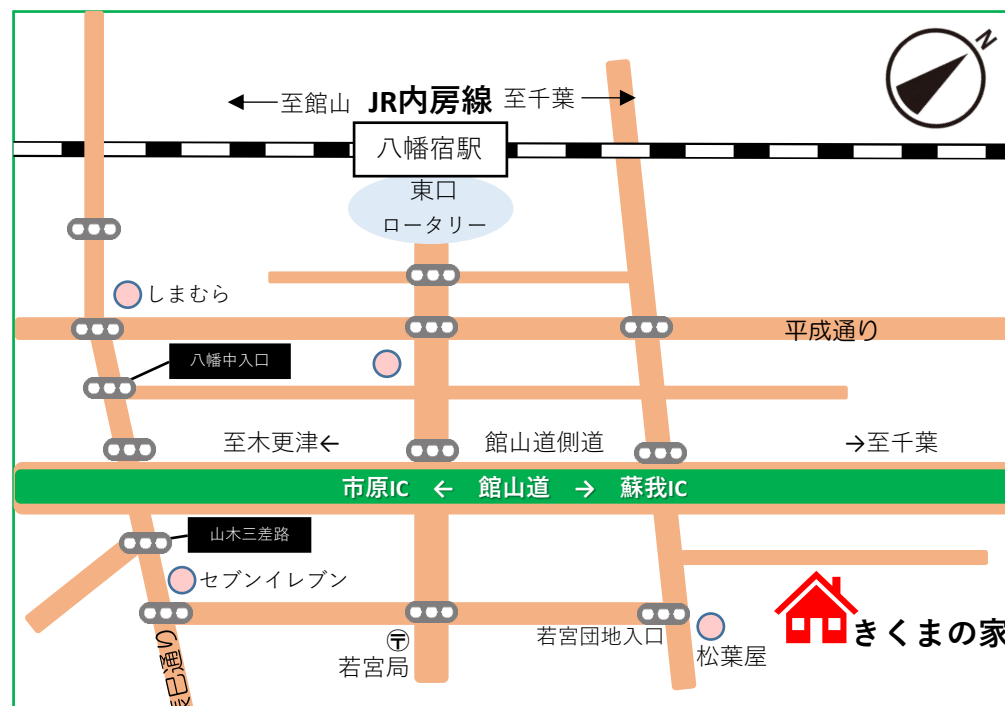 N
←至館山 JR内房線 至千葉→
八幡宿駅
東口
ロータリー
しまむら
平成通り
八幡中入口
至木更津← 館山道側道 →至千葉
市原IC ← 館山道 → 蘇我IC
山木三差路
セブンイレブン
若宮団地入口
きくまの家
〒
若宮局
松葉屋
辰巳通り